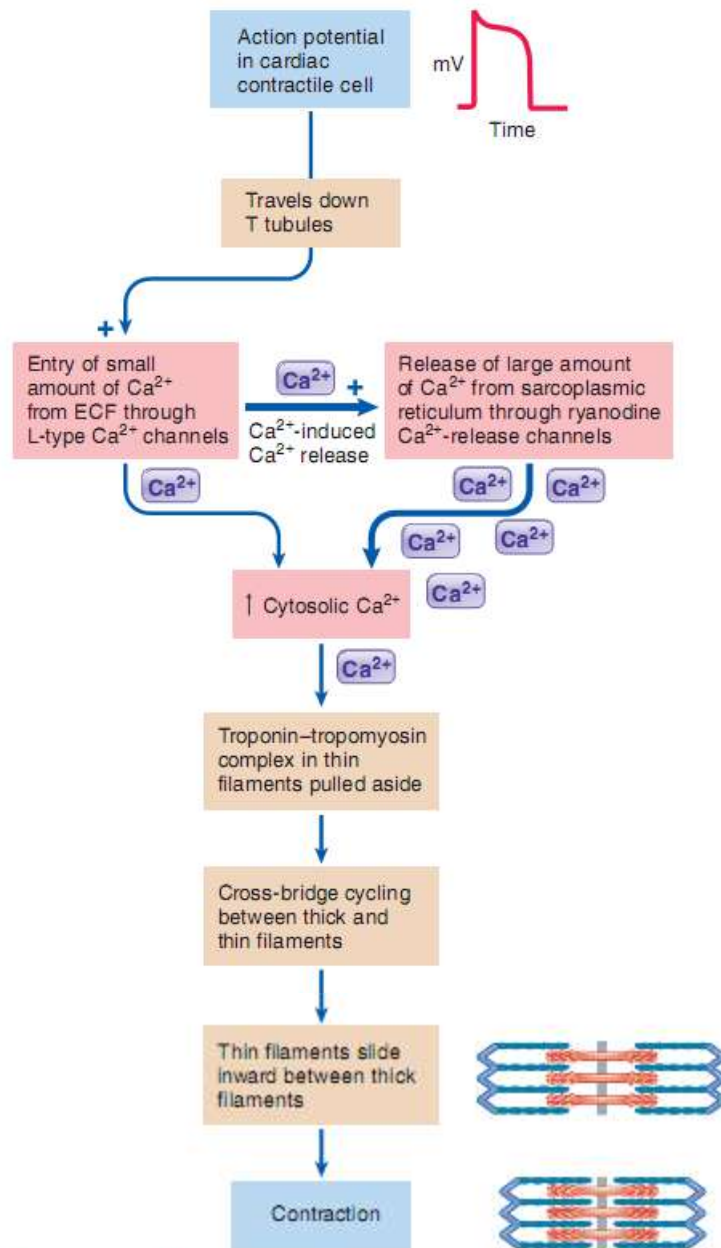 Action potential
in cardiac
contractile cell
mV
Time
Travels down
T tubules
+
Entry of small
amount of Ca²⁺
from ECF through
L-type Ca²⁺ channels
Ca²⁺
+
Ca²⁺-induced
Ca²⁺ release
Release of large amount
of Ca²⁺ from sarcoplasmic
reticulum through ryanodine
Ca²⁺-release channels
Ca²⁺
Ca²⁺
Ca²⁺
Ca²⁺
Ca²⁺
Ca²⁺
↑ Cytosolic Ca²⁺
Ca²⁺
Troponin–tropomyosin
complex in thin
filaments pulled aside
Cross-bridge cycling
between thick and
thin filaments
Thin filaments slide
inward between thick
filaments
Contraction